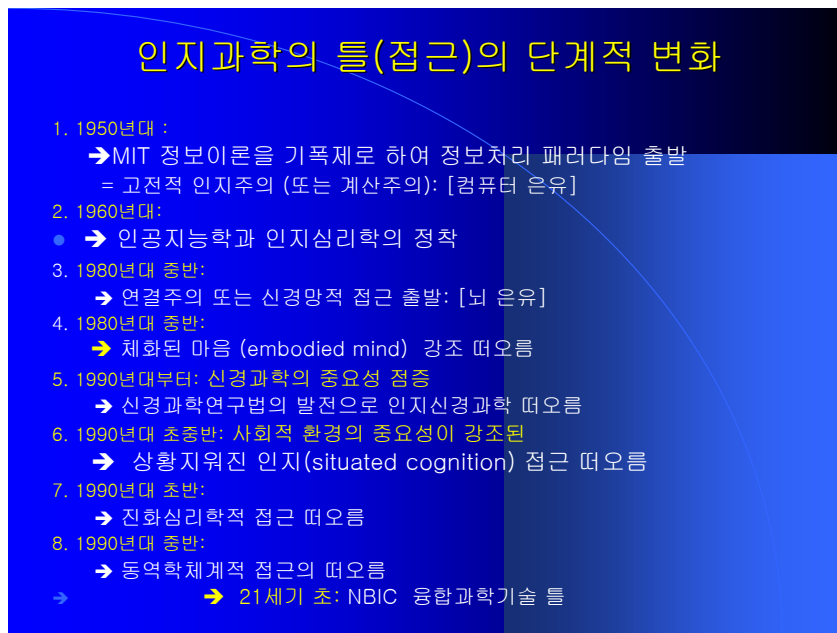 인지과학의 틀(접근)의 단계적 변화
1. 1950년대 :
➔MIT 정보이론을 기폭제로 하여 정보처리 패러다임 출발
= 고전적 인지주의 (또는 계산주의): [컴퓨터 은유]
2. 1960년대:
● ➔ 인공지능학과 인지심리학의 정착
3. 1980년대 중반:
➔ 연결주의 또는 신경망적 접근 출발: [뇌 은유]
4. 1980년대 중반:
➔ 체화된 마음 (embodied mind) 강조 떠오름
5. 1990년대부터: 신경과학의 중요성 점증
➔ 신경과학연구법의 발전으로 인지신경과학 떠오름
6. 1990년대 초중반: 사회적 환경의 중요성이 강조된
➔ 상황지워진 인지(situated cognition) 접근 떠오름
7. 1990년대 초반:
➔ 진화심리학적 접근 떠오름
8. 1990년대 중반:
➔ 동역학체계적 접근의 떠오름
➔ ➔ 21세기 초: NBIC 융합과학기술 틀